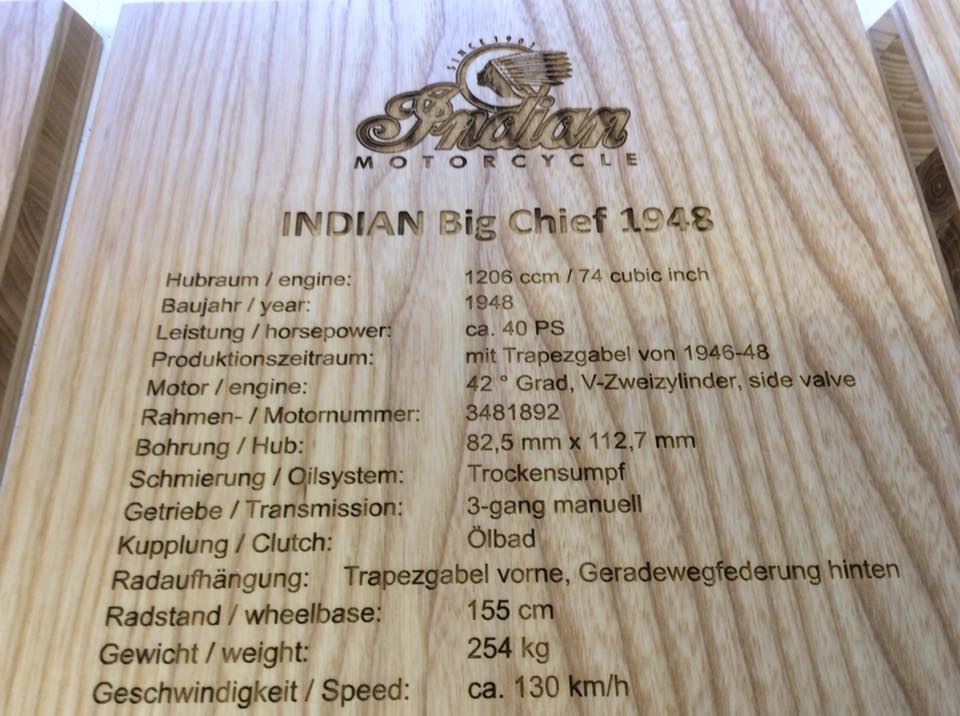 SINCE 1901
Indian
MOTORCYCLE
INDIAN Big Chief 1948
Hubraum / engine: 1206 ccm / 74 cubic inch
Baujahr / year: 1948
Leistung / horsepower: ca. 40 PS
Produktionszeitraum: mit Trapezgabel von 1946-48
Motor / engine: 42 ° Grad, V-Zweizylinder, side valve
Rahmen- / Motornummer: 3481892
Bohrung / Hub: 82,5 mm x 112,7 mm
Schmierung / Oilsystem: Trockensumpf
Getriebe / Transmission: 3-gang manuell
Kupplung / Clutch: Ölbad
Radaufhängung: Trapezgabel vorne, Geradewegfederung hinten
Radstand / wheelbase: 155 cm
Gewicht / weight: 254 kg
Geschwindigkeit / Speed: ca. 130 km/h